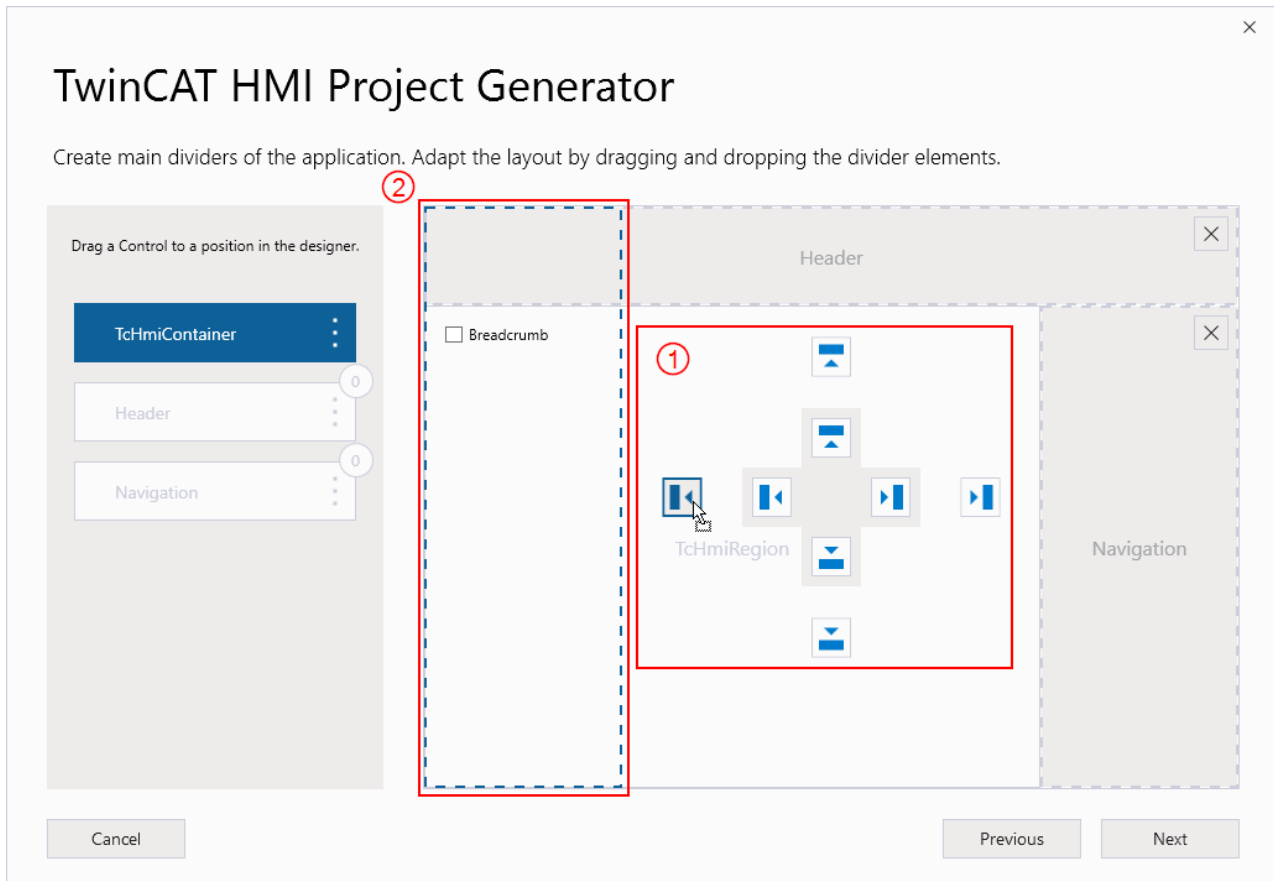 TwinCAT HMI Project Generator
Create main dividers of the application. Adapt the layout by dragging and dropping the divider elements.
2
Drag a Control to a position in the designer.
Header
TcHmiContainer
Breadcrumb
1
0
Header
0
Navigation
TcHmiRegion
Navigation
Cancel
Previous
Next